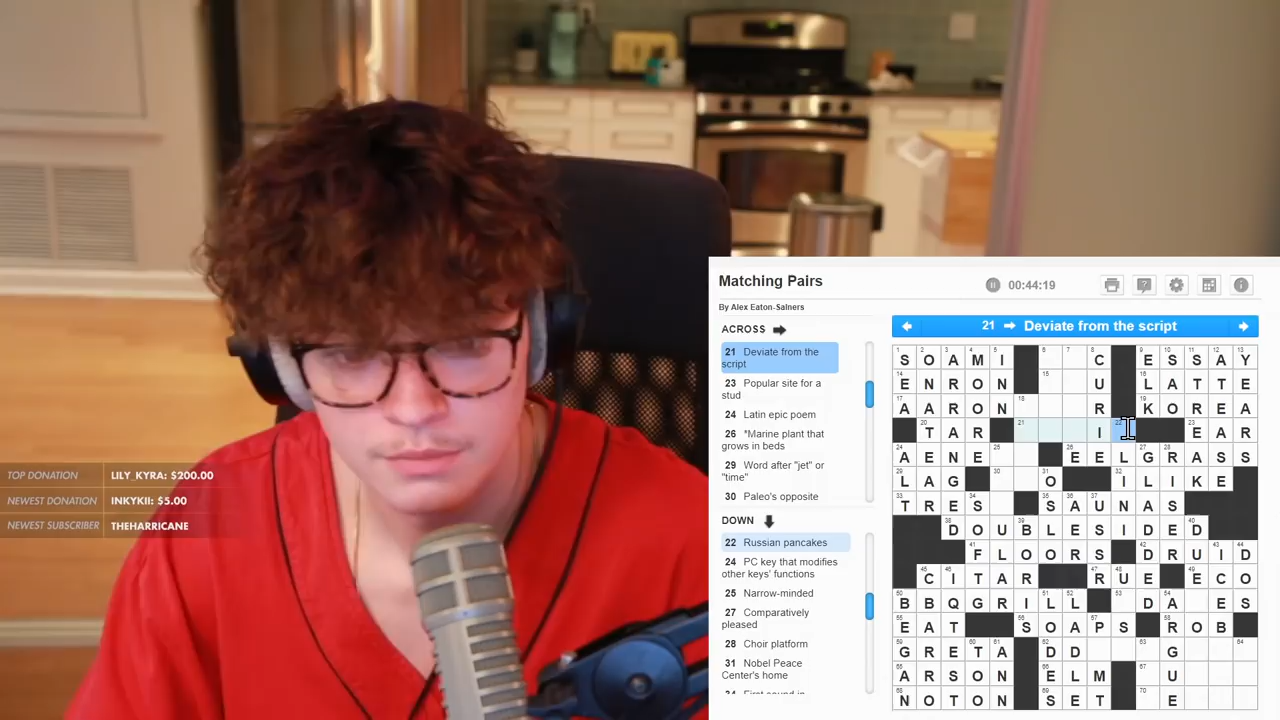 Matching Pairs
00:44:19
By Alex Eaton-Salners
ACROSS
21 Deviate from the
script
23 Popular site for a
stud
24 Latin epic poem
26 *Marine plant that
grows in beds
29 Word after "jet" or
"time"
30 Paleo's opposite
DOWN
22 Russian pancakes
24 PC key that modifies
other keys' functions
25 Narrow-minded
27 Comparatively
pleased
28 Choir platform
31 Nobel Peace
Center's home
21 Deviate from the script
S O A M I C E S S A Y
E N R O N U L A T T E
A A R O N R K O R E A
T A R I E A R
A E N E E E L G R A S S
L A G O I L I K E
T R E S S A U N A S
D O U B L E S I D E D
F L O O R S D R U I D
C I T A R R U E E C O
B B Q G R I L L D A E S
E A T S O A P S R O B
G R E T A D D G
A R S O N E L M U
N O T O N S E T E
TOP DONATION LILY_KYRA: $200.00
NEWEST DONATION INKYKII: $5.00
NEWEST SUBSCRIBER THEHARRICANE